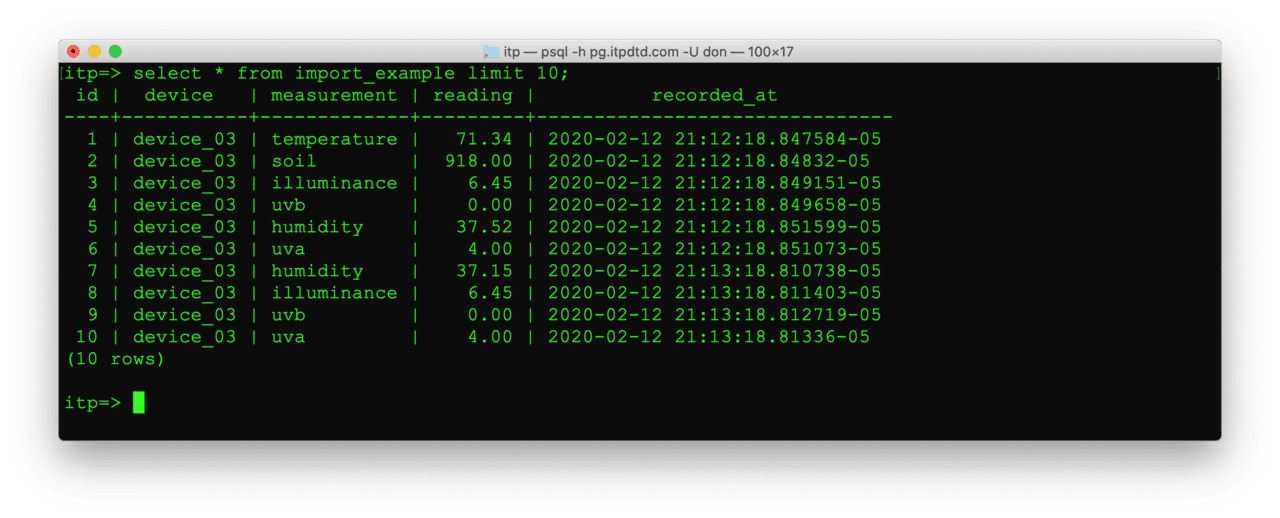 itp — psql -h pg.itpdtd.com -U don — 100×17
[itp=> select * from import_example limit 10; ]
 id |  device   | measurement | reading |          recorded_at
----+-----------+-------------+---------+-------------------------------
  1 | device_03 | temperature |   71.34 | 2020-02-12 21:12:18.847584-05
  2 | device_03 | soil        |  918.00 | 2020-02-12 21:12:18.84832-05
  3 | device_03 | illuminance |    6.45 | 2020-02-12 21:12:18.849151-05
  4 | device_03 | uvb         |    0.00 | 2020-02-12 21:12:18.849658-05
  5 | device_03 | humidity    |   37.52 | 2020-02-12 21:12:18.851599-05
  6 | device_03 | uva         |    4.00 | 2020-02-12 21:12:18.851073-05
  7 | device_03 | humidity    |   37.15 | 2020-02-12 21:13:18.810738-05
  8 | device_03 | illuminance |    6.45 | 2020-02-12 21:13:18.811403-05
  9 | device_03 | uvb         |    0.00 | 2020-02-12 21:13:18.812719-05
 10 | device_03 | uva         |    4.00 | 2020-02-12 21:13:18.81336-05
(10 rows)
itp=>